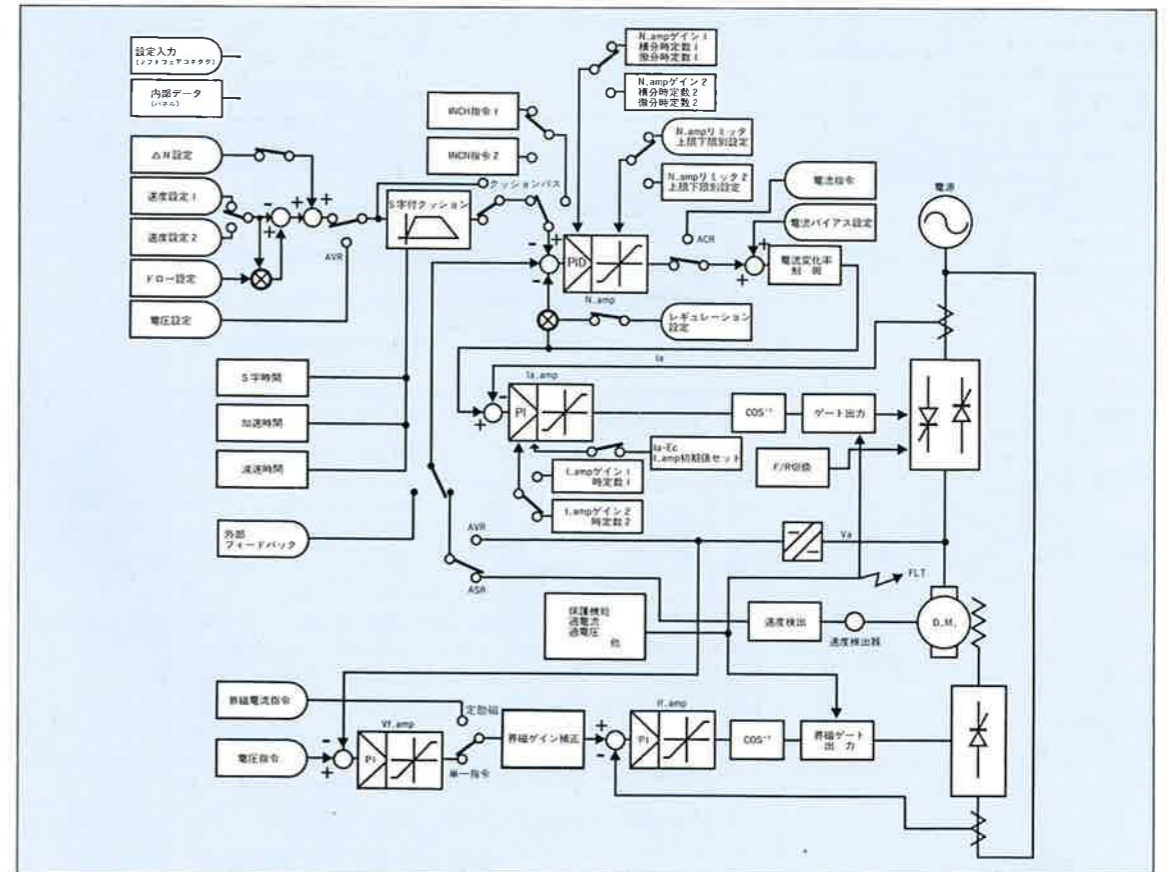 設定入力
(ソフトウェアコネクタ)
内部データ
(パネル)
△N設定
速度設定1
速度設定2
ドロー設定
電圧設定
AVR
S字付クッション
クッションパス
INCH指令1
INCN指令2
N.ampゲイン1
積分時定数1
微分時定数1
N.ampゲイン2
積分時定数2
微分時定数2
N.ampリミッタ
上限下限別設定
N.ampリミッタ2
上限下限別設定
電流指令
電流バイアス設定
ACR
PID
N.amp
電流変化率
制御
レギュレーション
設定
電源
Ia
S字時間
加速時間
減速時間
外部
フィードバック
Ia.amp
PI
COS⁻¹
ゲート出力
F/R切換
Ia-Ec
I.amp初期値セット
I.ampゲイン1
時定数1
I.ampゲイン2
時定数2
AVR
ASR
Va
FLT
保護機能
過電流
過電圧
他
速度検出
速度検出器
D.M.
界磁電流指令
電圧指令
Vf.amp
PI
定励磁
単一指令
界磁ゲイン補正
If.amp
PI
COS⁻¹
界磁ゲート
出力